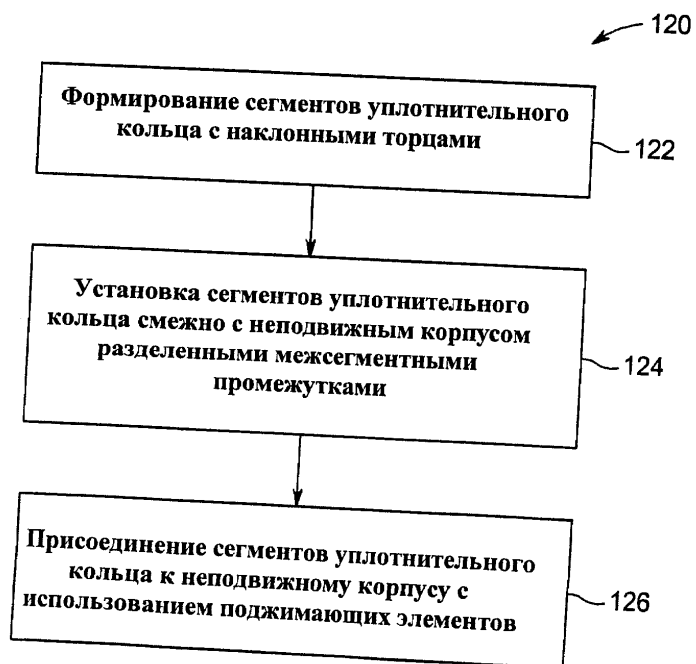 120
Формирование сегментов уплотнительного
кольца с наклонными торцами
122
Установка сегментов уплотнительного
кольца смежно с неподвижным корпусом
разделенными межсегментными
промежутками
124
Присоединение сегментов уплотнительного
кольца к неподвижному корпусу с
использованием поджимающих элементов
126